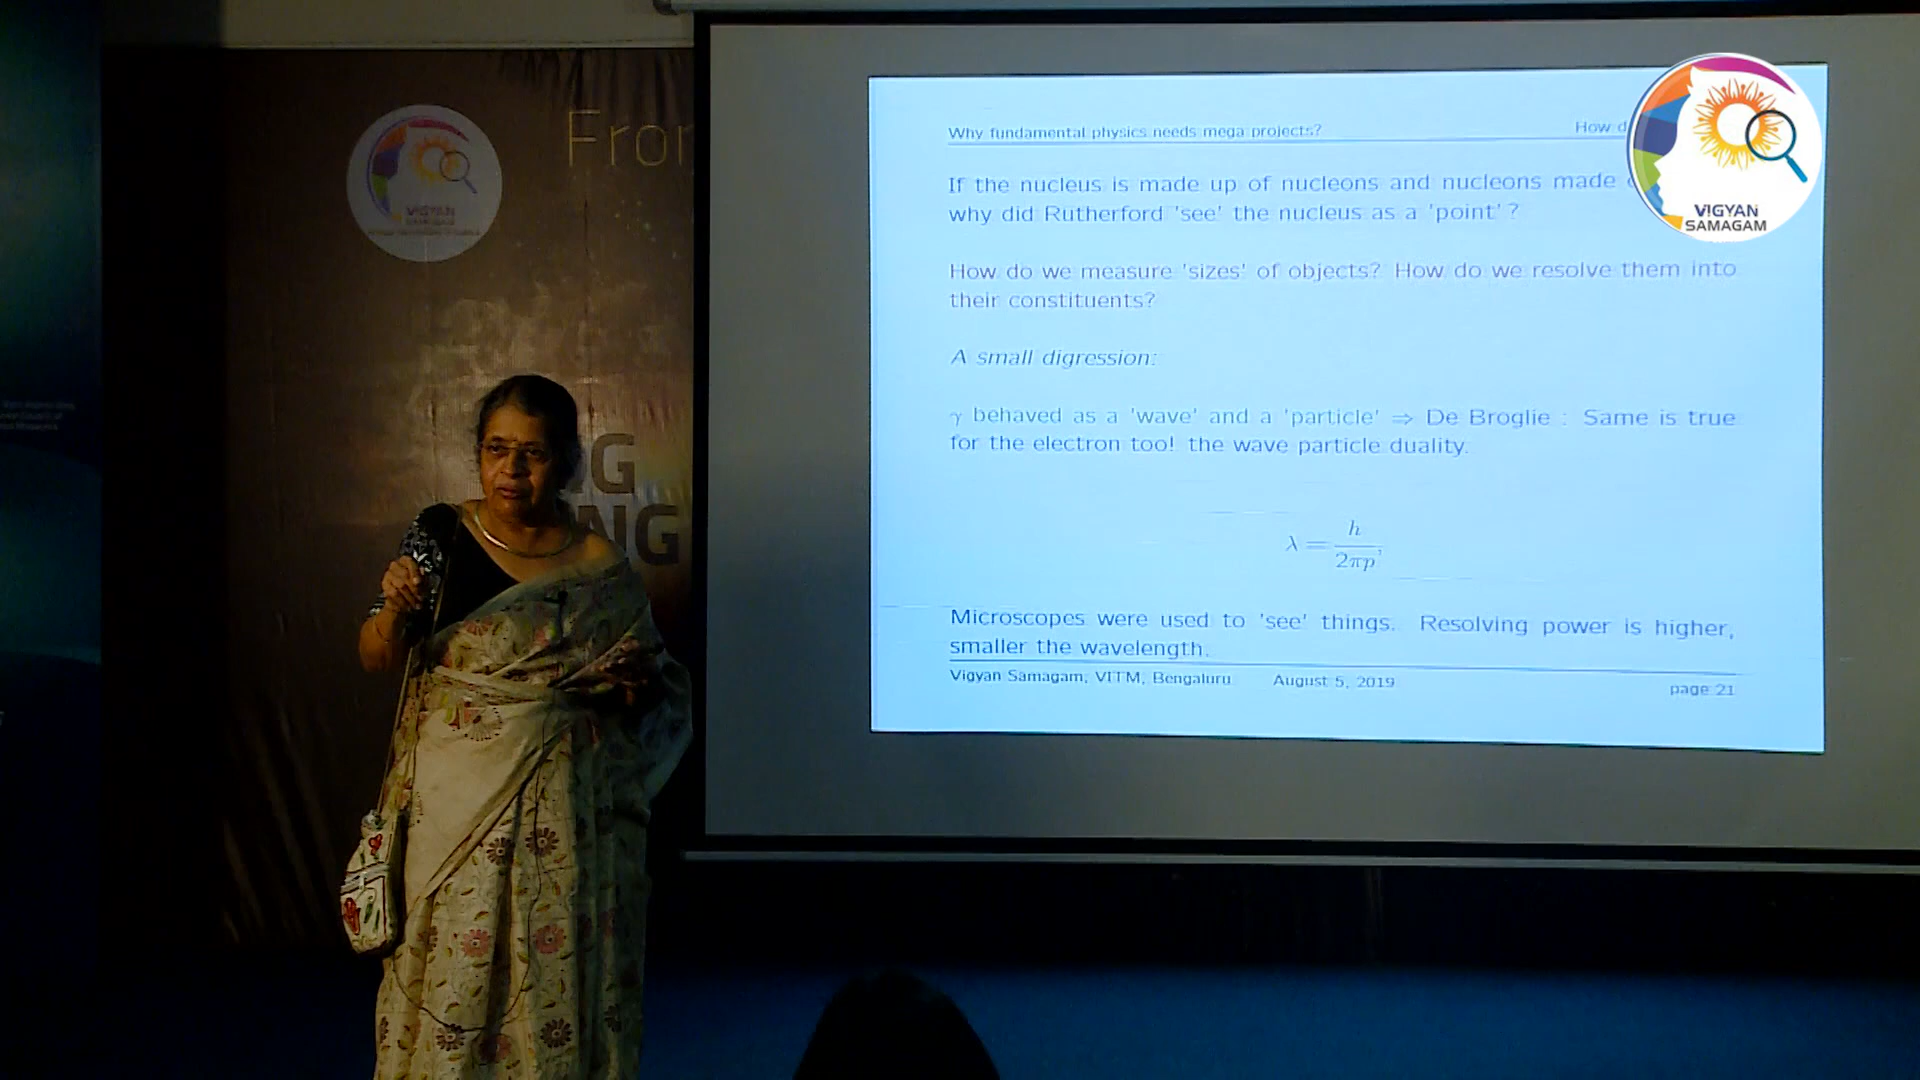 From
VIGYAN
SAMAGAM
NG
NG
Why fundamental physics needs mega projects?
How d
If the nucleus is made up of nucleons and nucleons made
why did Rutherford 'see' the nucleus as a 'point'?
How do we measure 'sizes' of objects? How do we resolve them into
their constituents?
A small digression:
γ behaved as a 'wave' and a 'particle' ⇒ De Broglie : Same is true
for the electron too! the wave particle duality.
λ = h / 2πp,
Microscopes were used to 'see' things. Resolving power is higher,
smaller the wavelength.
Vigyan Samagam, VITM, Bengaluru August 5, 2019 page 21
VIGYAN
SAMAGAM